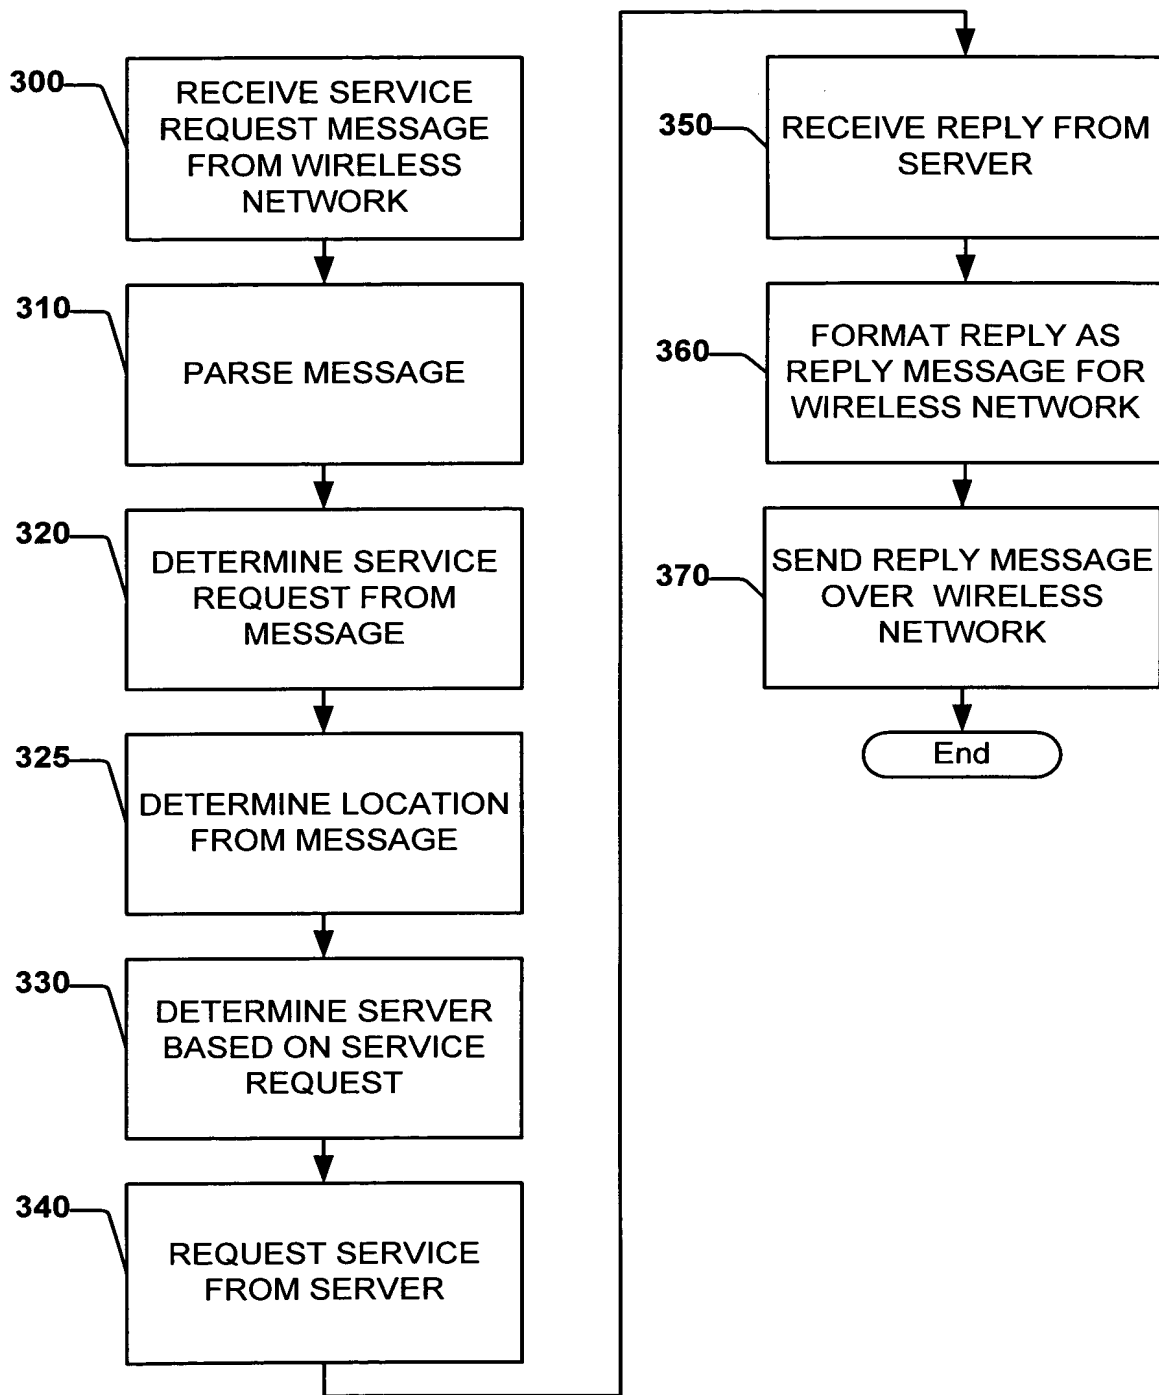 300
RECEIVE SERVICE
REQUEST MESSAGE
FROM WIRELESS
NETWORK
310
PARSE MESSAGE
320
DETERMINE SERVICE
REQUEST FROM
MESSAGE
325
DETERMINE LOCATION
FROM MESSAGE
330
DETERMINE SERVER
BASED ON SERVICE
REQUEST
340
REQUEST SERVICE
FROM SERVER
350
RECEIVE REPLY FROM
SERVER
360
FORMAT REPLY AS
REPLY MESSAGE FOR
WIRELESS NETWORK
370
SEND REPLY MESSAGE
OVER WIRELESS
NETWORK
End